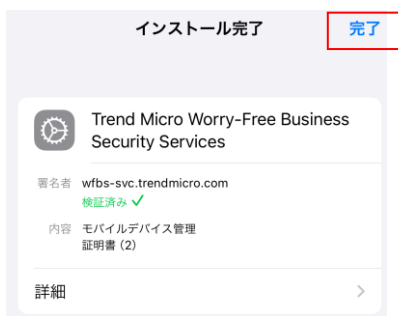 インストール完了
完了
Trend Micro Worry-Free Business
Security Services
署名者 wfbs-svc.trendmicro.com
検証済み ✓
内容 モバイルデバイス管理
証明書 (2)
詳細